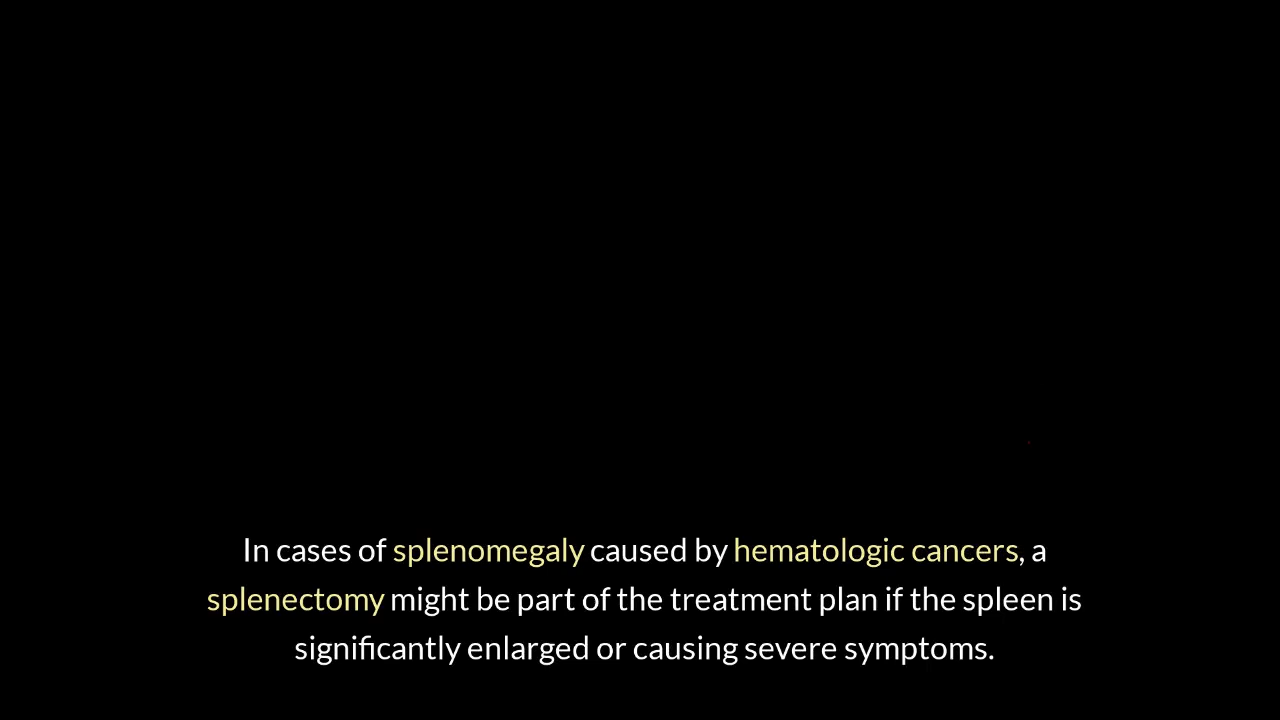 In cases of splenomegaly caused by hematologic cancers, a
splenectomy might be part of the treatment plan if the spleen is
significantly enlarged or causing severe symptoms.